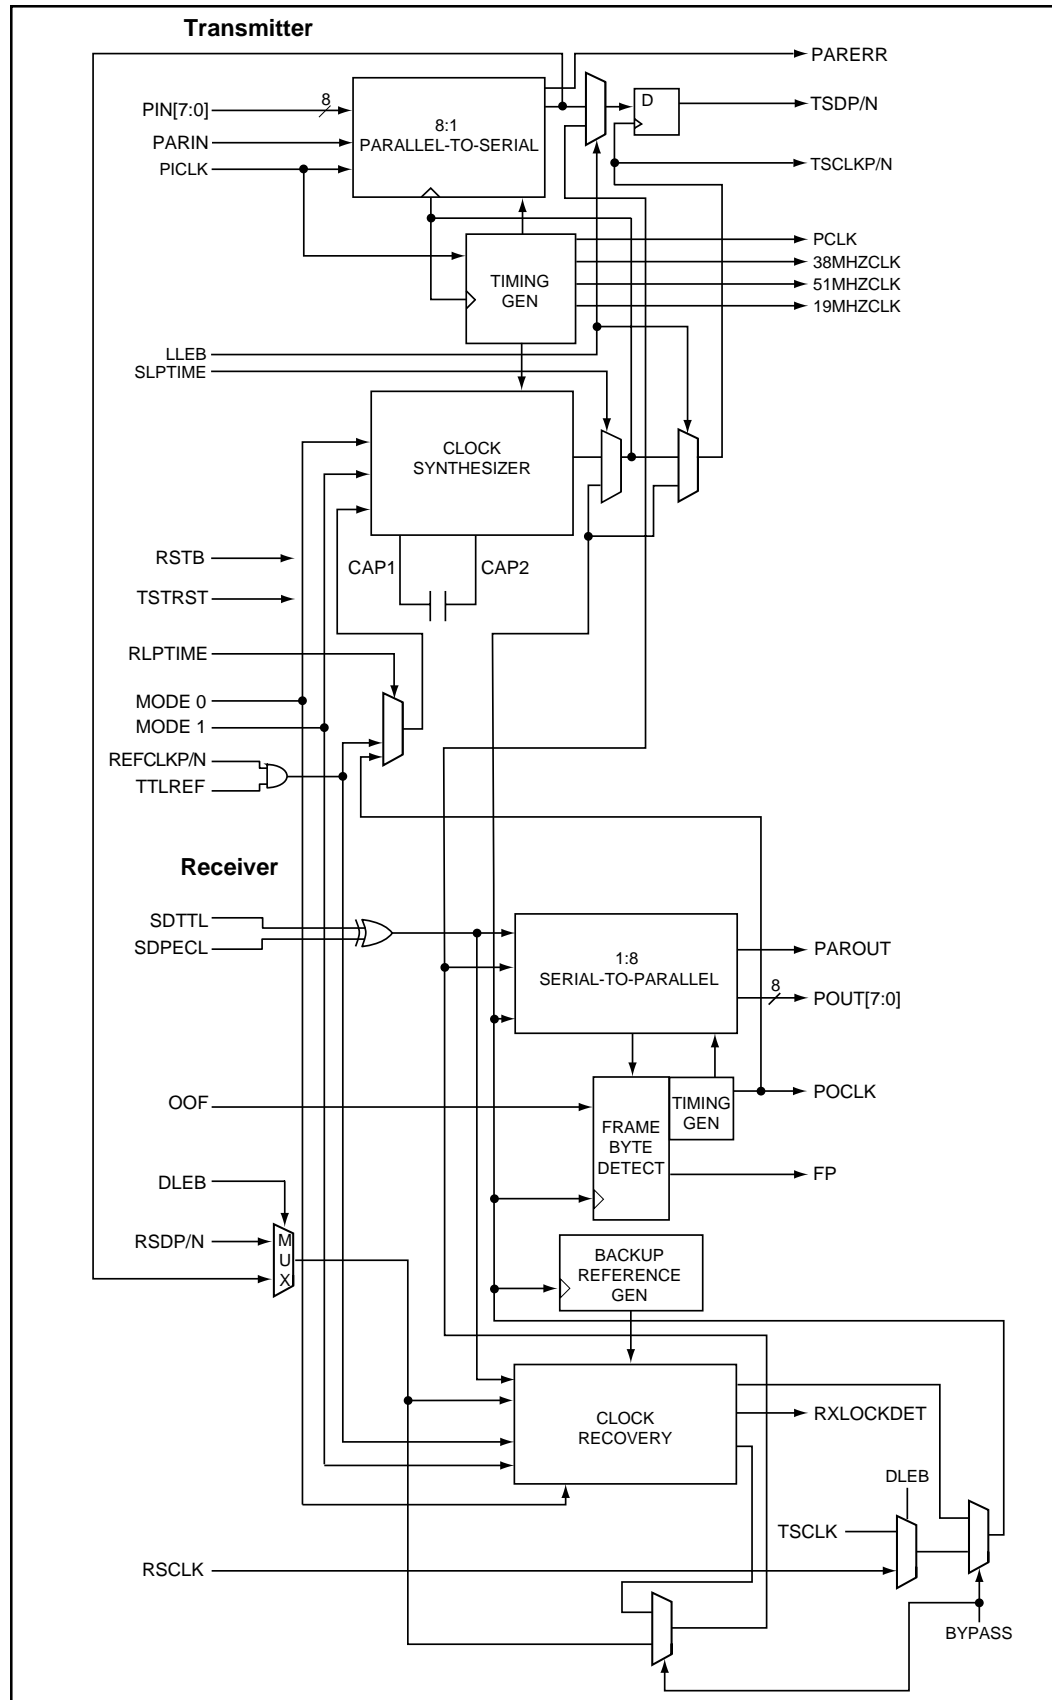 Transmitter
PARERR
PIN[7:0]
8
D
TSDP/N
8:1
PARALLEL-TO-SERIAL
PARIN
PICLK
TSCLKP/N
PCLK
38MHZCLK
TIMING
GEN
51MHZCLK
19MHZCLK
LLEB
SLPTIME
CLOCK
SYNTHESIZER
RSTB
CAP1
CAP2
TSTRST
RLPTIME
MODE 0
MODE 1
REFCLKP/N
TTLREF
Receiver
SDTTL
SDPECL
1:8
SERIAL-TO-PARALLEL
PAROUT
8
POUT[7:0]
OOF
FRAME
BYTE
DETECT
TIMING
GEN
POCLK
FP
DLEB
RSDP/N
M
U
X
BACKUP
REFERENCE
GEN
CLOCK
RECOVERY
RXLOCKDET
DLEB
TSCLK
RSCLK
BYPASS